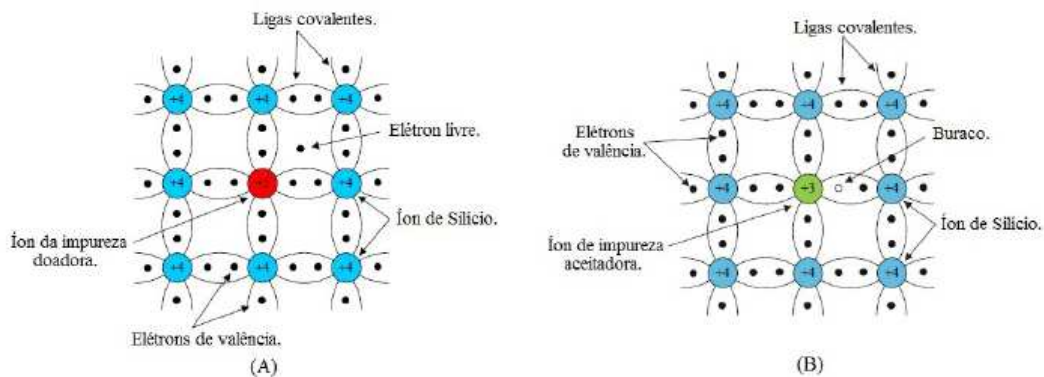 Ligas covalentes.
+4 +4 +4
Elétron livre.
+4 +4
Íon da impureza
doadora.
Íon de Silício.
+4 +4 +4
Elétrons de valência.
(A)
Ligas covalentes.
+4 +4 +4
Elétrons
de valência.
Buraco.
+4 +3 +4
Íon de impureza
aceitadora.
Íon de Silício.
+4 +4 +4
(B)